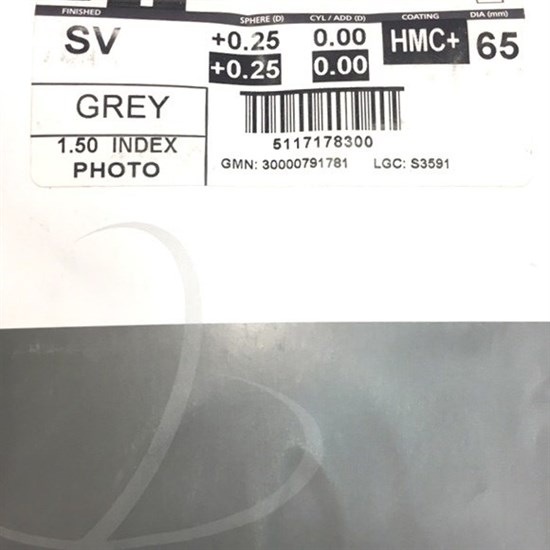 FINISHED SPHERE (D) CYL / ADD (D) COATING DIA (mm)
SV +0.25 0.00 HMC+ 65
+0.25 0.00
GREY
5117178300
1.50 INDEX
PHOTO
GMN: 30000791781 LGC: S3591